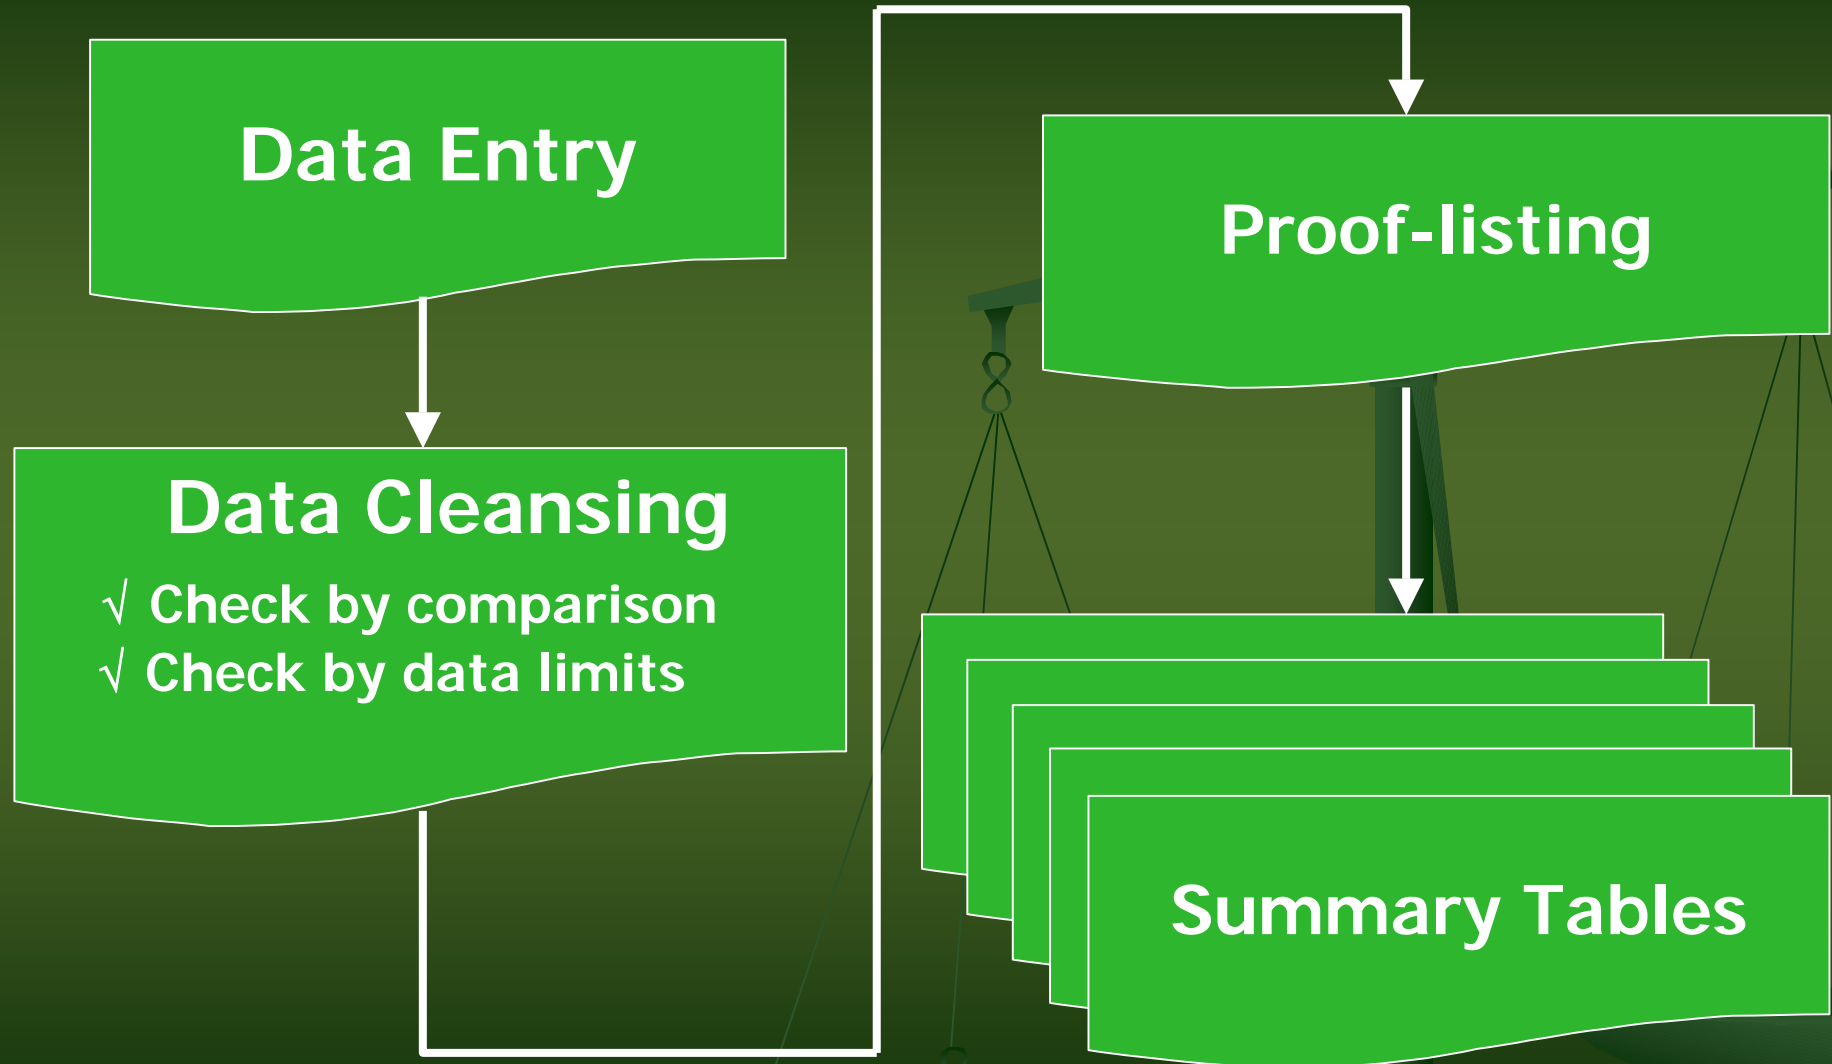 Data Entry
Data Cleansing
√ Check by comparison
√ Check by data limits
Proof-listing
Summary Tables